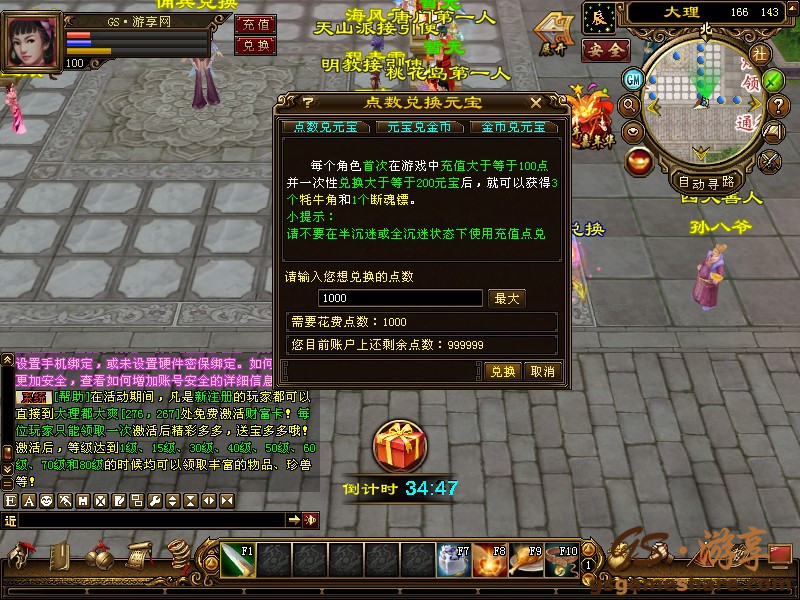 佣兵兑换
GS·游享网
充值
兑换
100
海风唐门第一人
天山派接引使
明教接引使
桃花岛第一人
展开
辰
安全
大理 166 143
北
社
GM
领
通
自动寻路
孙八爷
兑换
? 点数兑换元宝 ×
点数兑元宝 元宝兑金币 金币兑元宝
每个角色首次在游戏中充值大于等于100点
并一次性兑换大于等于200元宝后，就可以获得3
个牦牛角和1个断魂镖。
小提示：
请不要在半沉迷或全沉迷状态下使用充值点兑
请输入您想兑换的点数
1000 最大
需要花费点数：1000
您目前账户上还剩余点数：999999
兑换 取消
设置手机绑定，或未设置硬件密保绑定。如何
更加安全，查看如何增加账号安全的详细信息
系统 [帮助]在活动期间，凡是新注册的玩家都可以
直接到大理都大爽[276，267]处免费激活财富卡！每
位玩家只能领取一次激活后精彩多多，送宝多多哦！
激活后，等级达到1级、15级、30级、40级、50级、60
级、70级和80级的时候均可以领取丰富的物品、珍兽
等！
近
倒计时 34:47
F1 F7 F8 F9 F10
1
GS·游享网